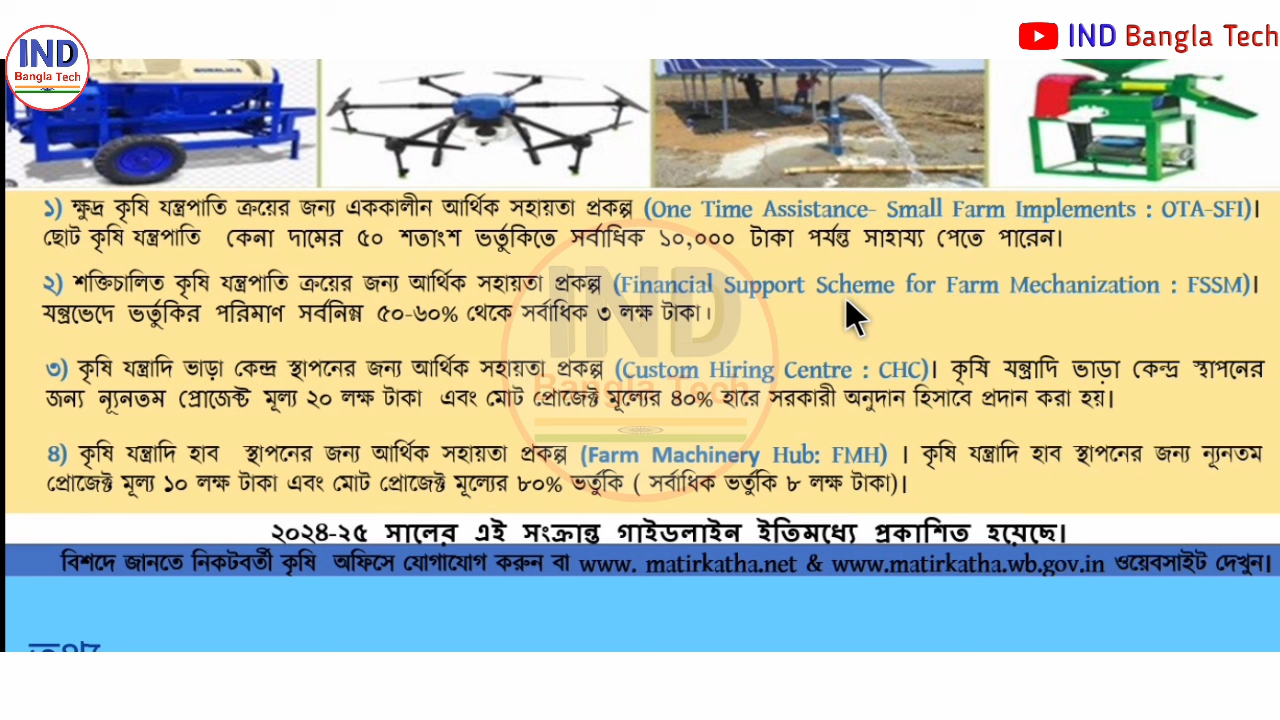 IND
Bangla Tech
IND Bangla Tech
১) ক্ষুদ্র কৃষি যন্ত্রপাতি ক্রয়ের জন্য এককালীন আর্থিক সহায়তা প্রকল্প (One Time Assistance- Small Farm Implements : OTA-SFI)।
ছোট কৃষি যন্ত্রপাতি কেনা দামের ৫০ শতাংশ ভর্তুকিতে সর্বাধিক ১০,০০০ টাকা পর্যন্ত সাহায্য পেতে পারেন।
২) শক্তিচালিত কৃষি যন্ত্রপাতি ক্রয়ের জন্য আর্থিক সহায়তা প্রকল্প (Financial Support Scheme for Farm Mechanization : FSSM)।
যন্ত্রভেদে ভর্তুকির পরিমাণ সর্বনিম্ন ৫০-৬০% থেকে সর্বাধিক ৩ লক্ষ টাকা।
৩) কৃষি যন্ত্রাদি ভাড়া কেন্দ্র স্থাপনের জন্য আর্থিক সহায়তা প্রকল্প (Custom Hiring Centre : CHC)। কৃষি যন্ত্রাদি ভাড়া কেন্দ্র স্থাপনের
জন্য ন্যূনতম প্রোজেক্ট মূল্য ২০ লক্ষ টাকা এবং মোট প্রোজেক্ট মূল্যের ৪০% হারে সরকারী অনুদান হিসাবে প্রদান করা হয়।
৪) কৃষি যন্ত্রাদি হাব স্থাপনের জন্য আর্থিক সহায়তা প্রকল্প (Farm Machinery Hub: FMH) । কৃষি যন্ত্রাদি হাব স্থাপনের জন্য ন্যূনতম
প্রোজেক্ট মূল্য ১০ লক্ষ টাকা এবং মোট প্রোজেক্ট মূল্যের ৮০% ভর্তুকি ( সর্বাধিক ভর্তুকি ৮ লক্ষ টাকা)।
IND
Bangla Tech
২০২৪-২৫ সালের এই সংক্রান্ত গাইডলাইন ইতিমধ্যে প্রকাশিত হয়েছে।
বিশদে জানতে নিকটবর্তী কৃষি অফিসে যোগাযোগ করুন বা www. matirkatha.net & www.matirkatha.wb.gov.in ওয়েবসাইট দেখুন।